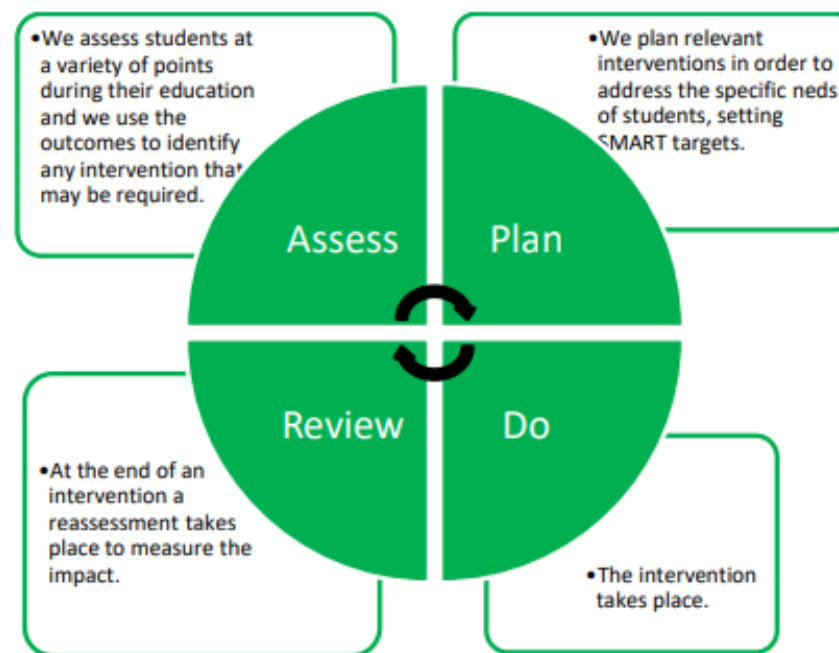 •We assess students at
a variety of points
during their education
and we use the
outcomes to identify
any intervention that
may be required.
•We plan relevant
interventions in order to
address the specific neds
of students, setting
SMART targets.
Assess
Plan
Review
Do
•At the end of an
intervention a
reassessment takes
place to measure the
impact.
•The intervention
takes place.